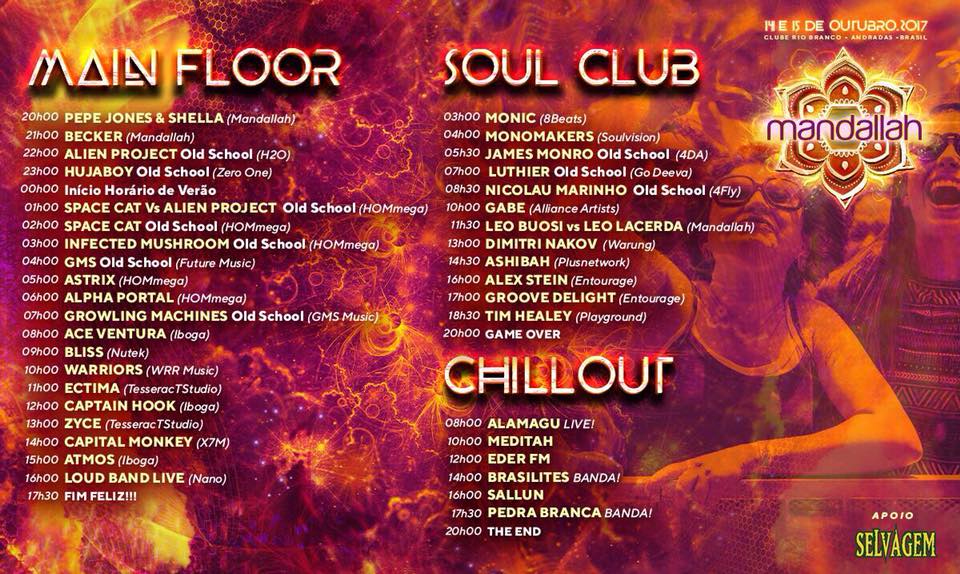 14 E 15 DE OUTUBRO.2017
CLUBE RIO BRANCO • ANDRADAS • BRASIL
mandallah
MAIN FLOOR
20h00 PEPE JONES & SHELLA (Mandallah)
21h00 BECKER (Mandallah)
22h00 ALIEN PROJECT Old School (H2O)
23h00 HUJABOY Old School (Zero One)
00h00 Início Horário de Verão
01h00 SPACE CAT Vs ALIEN PROJECT Old School (HOMmega)
02h00 SPACE CAT Old School (HOMmega)
03h00 INFECTED MUSHROOM Old School (HOMmega)
04h00 GMS Old School (Future Music)
05h00 ASTRIX (HOMmega)
06h00 ALPHA PORTAL (HOMmega)
07h00 GROWLING MACHINES Old School (GMS Music)
08h00 ACE VENTURA (Iboga)
09h00 BLISS (Nutek)
10h00 WARRIORS (WRR Music)
11h00 ECTIMA (TesseracTStudio)
12h00 CAPTAIN HOOK (Iboga)
13h00 ZYCE (TesseracTStudio)
14h00 CAPITAL MONKEY (X7M)
15h00 ATMOS (Iboga)
16h00 LOUD BAND LIVE (Nano)
17h30 FIM FELIZ!!!
SOUL CLUB
03h00 MONIC (8Beats)
04h00 MONOMAKERS (Soulvision)
05h30 JAMES MONRO Old School (4DA)
07h00 LUTHIER Old School (Go Deeva)
08h30 NICOLAU MARINHO Old School (4Fly)
10h00 GABE (Alliance Artists)
11h30 LEO BUOSI vs LEO LACERDA (Mandallah)
13h00 DIMITRI NAKOV (Warung)
14h30 ASHIBAH (Plusnetwork)
16h00 ALEX STEIN (Entourage)
17h00 GROOVE DELIGHT (Entourage)
18h30 TIM HEALEY (Playground)
20h00 GAME OVER
CHILLOUT
08h00 ALAMAGU LIVE!
10h00 MEDITAH
12h00 EDER FM
14h00 BRASILITES BANDA!
16h00 SALLUN
17h30 PEDRA BRANCA BANDA!
20h00 THE END
APOIO
SELVAGEM